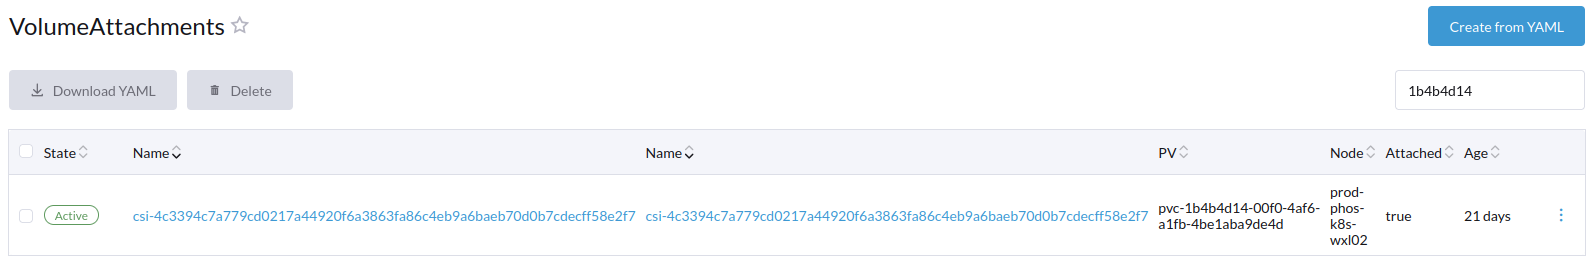 VolumeAttachments
Create from YAML
Download YAML
Delete
1b4b4d14
State Name Name PV Node Attached Age
Active csi-4c3394c7a779cd0217a44920f6a3863fa86c4eb9a6baeb70d0b7cdecff58e2f7 csi-4c3394c7a779cd0217a44920f6a3863fa86c4eb9a6baeb70d0b7cdecff58e2f7
pvc-1b4b4d14-00f0-4af6-
a1fb-4be1aba9de4d
prod-
phos-
k8s-
wxl02
true
21 days